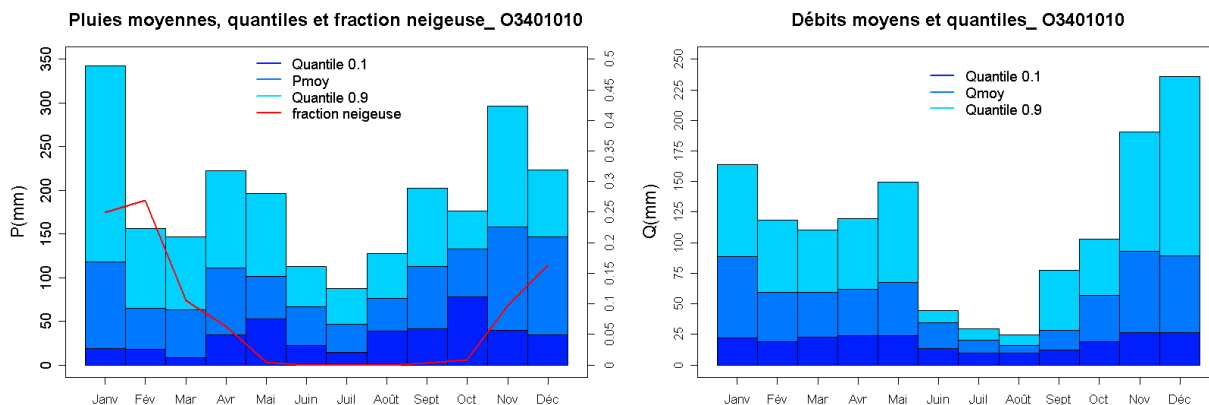 Pluies moyennes, quantiles et fraction neigeuse_ O3401010
Quantile 0.1
Pmoy
Quantile 0.9
fraction neigeuse
P(mm)
350
300
250
200
150
100
50
0
0.5
0.45
0.4
0.35
0.3
0.25
0.2
0.15
0.1
0.05
0
Janv Fév Mar Avr Mai Juin Juil Août Sept Oct Nov Déc
Débits moyens et quantiles_ O3401010
Quantile 0.1
Qmoy
Quantile 0.9
Q(mm)
250
225
200
175
150
125
100
75
50
25
0
Janv Fév Mar Avr Mai Juin Juil Août Sept Oct Nov Déc